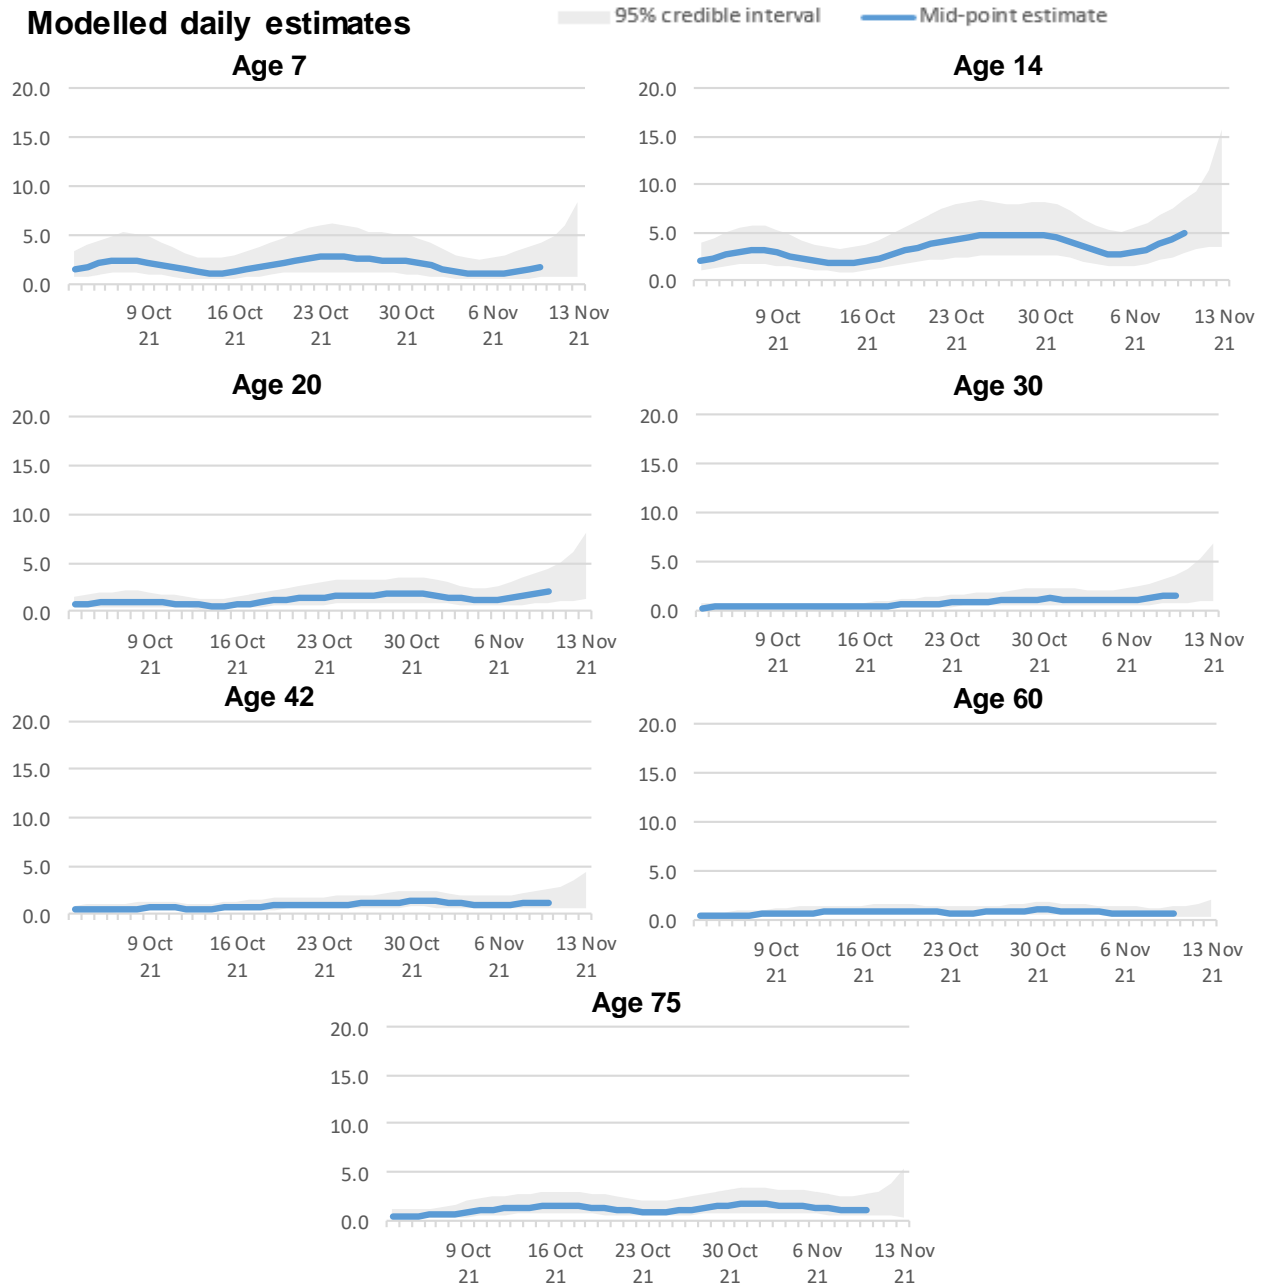 Modelled daily estimates
95% credible interval Mid-point estimate
Age 7
20.0
15.0
10.0
5.0
0.0
9 Oct 21
16 Oct 21
23 Oct 21
30 Oct 21
6 Nov 21
13 Nov 21
Age 14
20.0
15.0
10.0
5.0
0.0
9 Oct 21
16 Oct 21
23 Oct 21
30 Oct 21
6 Nov 21
13 Nov 21
Age 20
20.0
15.0
10.0
5.0
0.0
9 Oct 21
16 Oct 21
23 Oct 21
30 Oct 21
6 Nov 21
13 Nov 21
Age 30
20.0
15.0
10.0
5.0
0.0
9 Oct 21
16 Oct 21
23 Oct 21
30 Oct 21
6 Nov 21
13 Nov 21
Age 42
20.0
15.0
10.0
5.0
0.0
9 Oct 21
16 Oct 21
23 Oct 21
30 Oct 21
6 Nov 21
13 Nov 21
Age 60
20.0
15.0
10.0
5.0
0.0
9 Oct 21
16 Oct 21
23 Oct 21
30 Oct 21
6 Nov 21
13 Nov 21
Age 75
20.0
15.0
10.0
5.0
0.0
9 Oct 21
16 Oct 21
23 Oct 21
30 Oct 21
6 Nov 21
13 Nov 21